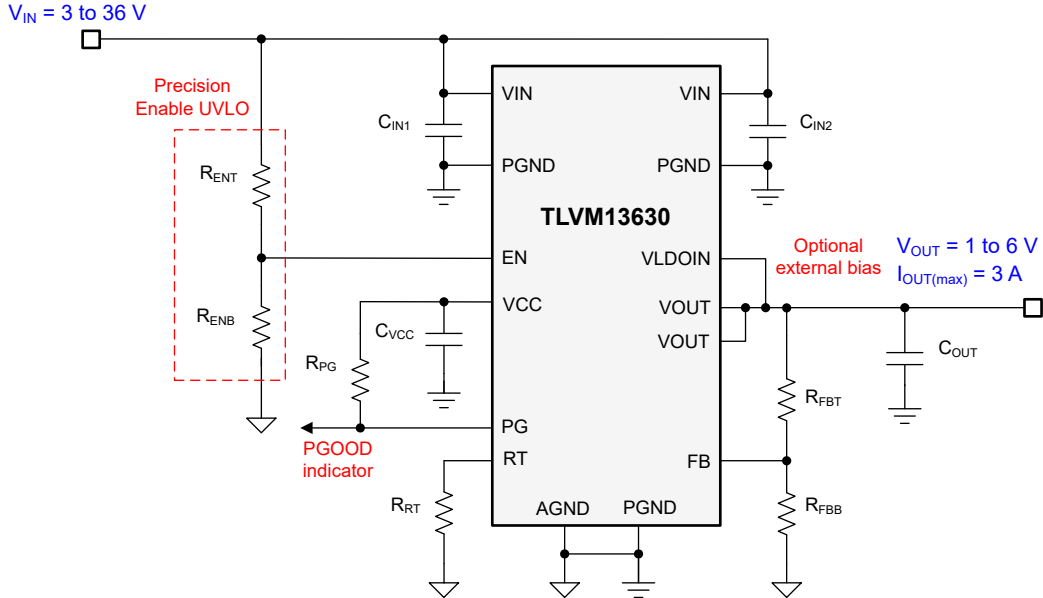 VIN = 3 to 36 V
Precision
Enable UVLO
RENT
RENB
CIN1
CIN2
VIN
VIN
PGND
PGND
TLVM13630
EN
VLDOIN
Optional
external bias
VOUT = 1 to 6 V
IOUT(max) = 3 A
VCC
VOUT
VOUT
CVCC
RPG
COUT
RFBT
PG
PGOOD
indicator
RT
FB
RRT
AGND
PGND
RFBB